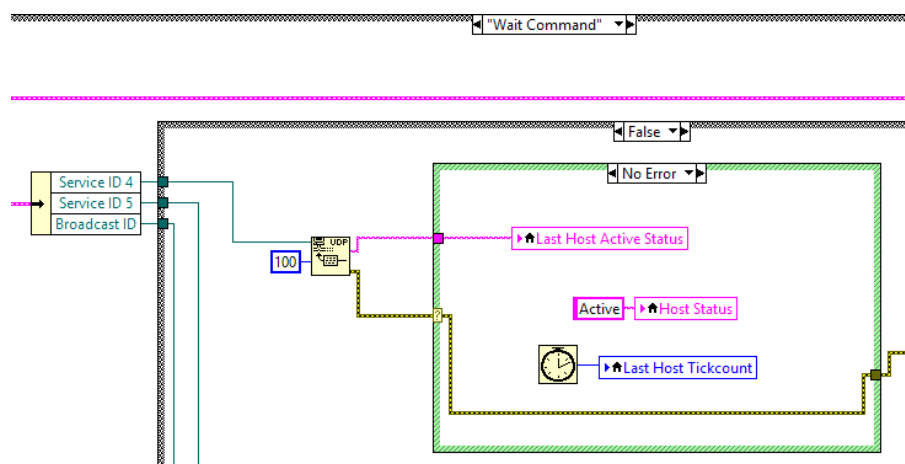 "Wait Command"
False
No Error
Service ID 4
Service ID 5
Broadcast ID
UDP
100
Last Host Active Status
Active
Host Status
Last Host Tickcount
?